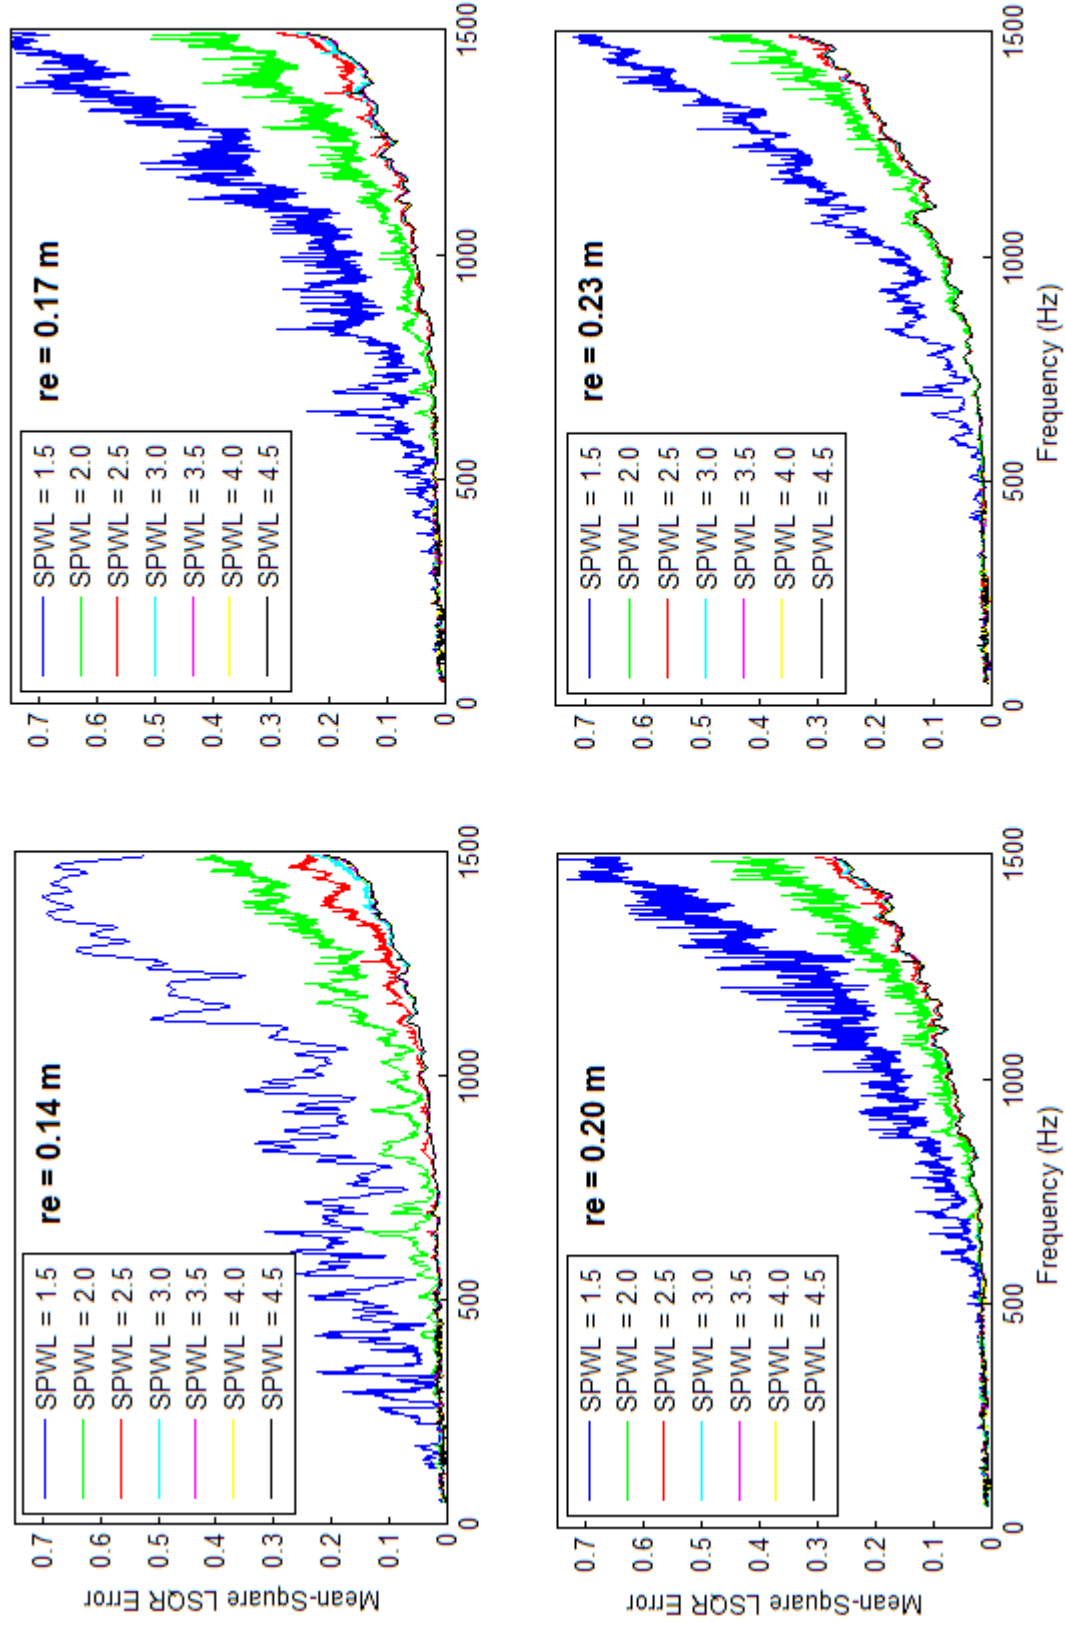 re = 0.14 m
SPWL = 1.5
SPWL = 2.0
SPWL = 2.5
SPWL = 3.0
SPWL = 3.5
SPWL = 4.0
SPWL = 4.5
0.7
0.6
0.5
0.4
0.3
0.2
0.1
0
0
500
1000
1500
Mean-Square LSQR Error
re = 0.17 m
SPWL = 1.5
SPWL = 2.0
SPWL = 2.5
SPWL = 3.0
SPWL = 3.5
SPWL = 4.0
SPWL = 4.5
0.7
0.6
0.5
0.4
0.3
0.2
0.1
0
0
500
1000
1500
re = 0.20 m
SPWL = 1.5
SPWL = 2.0
SPWL = 2.5
SPWL = 3.0
SPWL = 3.5
SPWL = 4.0
SPWL = 4.5
0.7
0.6
0.5
0.4
0.3
0.2
0.1
0
0
500
1000
1500
Mean-Square LSQR Error
Frequency (Hz)
re = 0.23 m
SPWL = 1.5
SPWL = 2.0
SPWL = 2.5
SPWL = 3.0
SPWL = 3.5
SPWL = 4.0
SPWL = 4.5
0.7
0.6
0.5
0.4
0.3
0.2
0.1
0
0
500
1000
1500
Frequency (Hz)